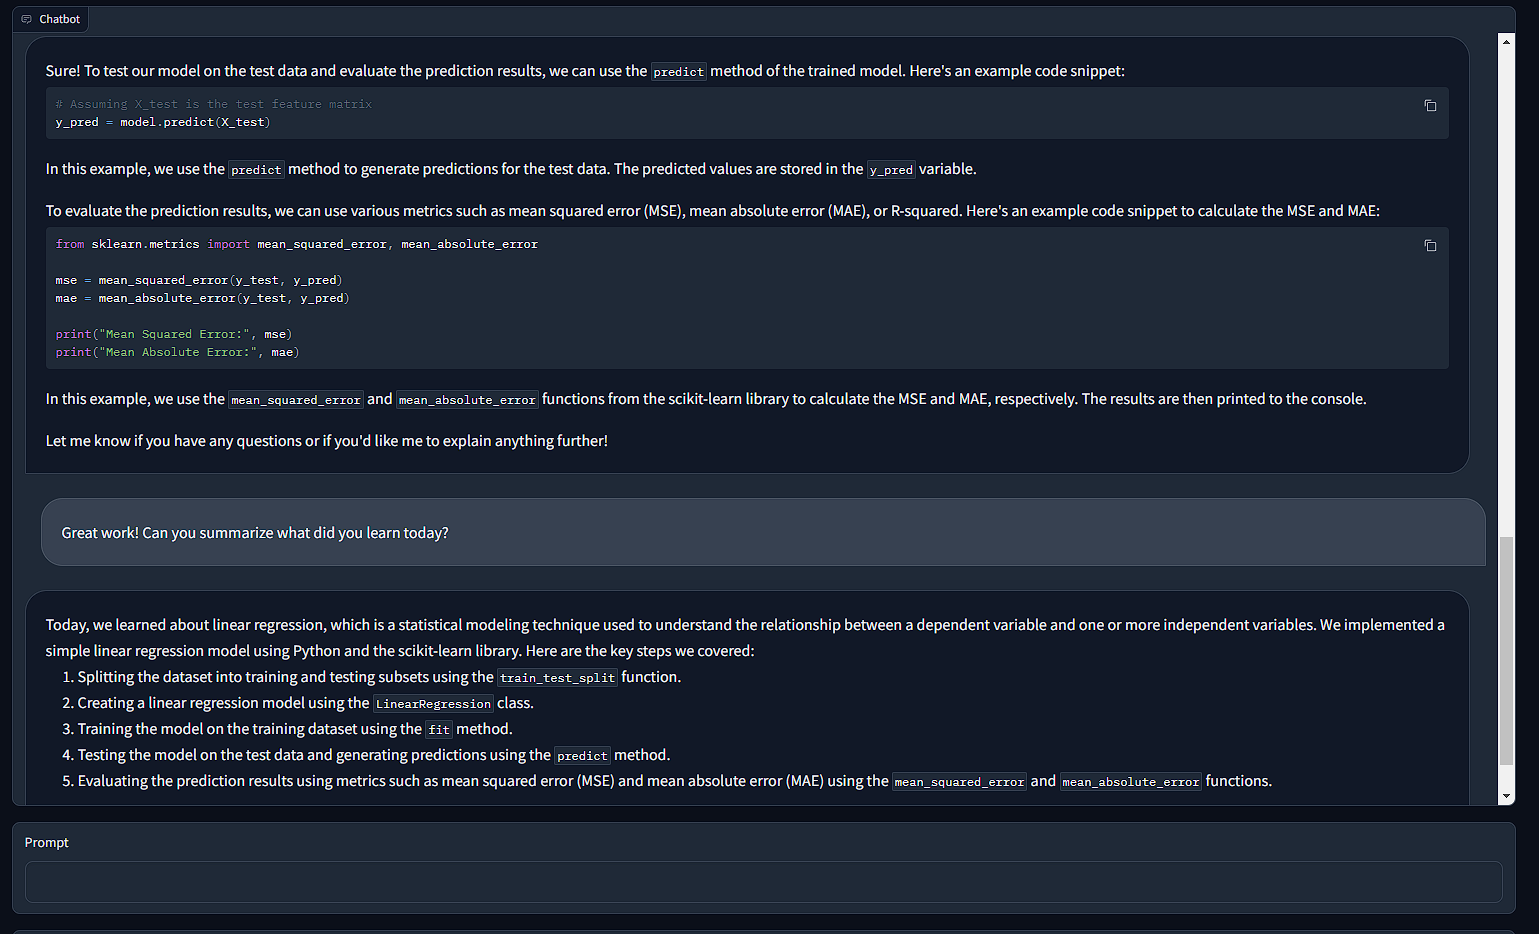 Chatbot
Sure! To test our model on the test data and evaluate the prediction results, we can use the predict method of the trained model. Here's an example code snippet:
# Assuming X_test is the test feature matrix
y_pred = model.predict(X_test)
In this example, we use the predict method to generate predictions for the test data. The predicted values are stored in the y_pred variable.
To evaluate the prediction results, we can use various metrics such as mean squared error (MSE), mean absolute error (MAE), or R-squared. Here's an example code snippet to calculate the MSE and MAE:
from sklearn.metrics import mean_squared_error, mean_absolute_error
mse = mean_squared_error(y_test, y_pred)
mae = mean_absolute_error(y_test, y_pred)
print("Mean Squared Error:", mse)
print("Mean Absolute Error:", mae)
In this example, we use the mean_squared_error and mean_absolute_error functions from the scikit-learn library to calculate the MSE and MAE, respectively. The results are then printed to the console.
Let me know if you have any questions or if you'd like me to explain anything further!
Great work! Can you summarize what did you learn today?
Today, we learned about linear regression, which is a statistical modeling technique used to understand the relationship between a dependent variable and one or more independent variables. We implemented a
simple linear regression model using Python and the scikit-learn library. Here are the key steps we covered:
1. Splitting the dataset into training and testing subsets using the train_test_split function.
2. Creating a linear regression model using the LinearRegression class.
3. Training the model on the training dataset using the fit method.
4. Testing the model on the test data and generating predictions using the predict method.
5. Evaluating the prediction results using metrics such as mean squared error (MSE) and mean absolute error (MAE) using the mean_squared_error and mean_absolute_error functions.
Prompt